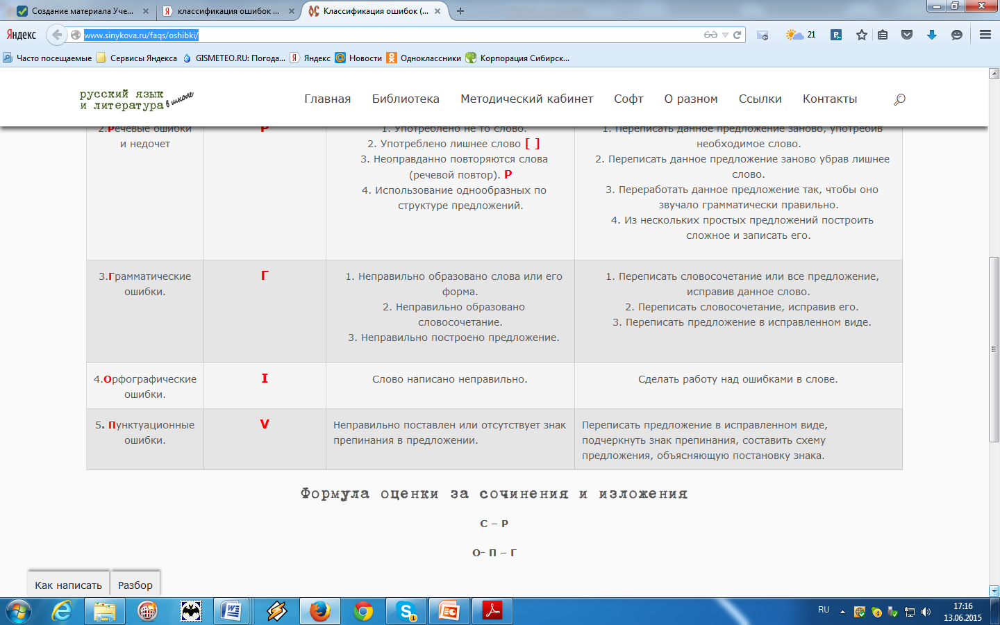 Создание материала Уче...
классификация ошибок ...
Классификация ошибок (...
Яндекс
www.sinykova.ru/faqs/oshibki/
21
Часто посещаемые
Сервисы Яндекса
GISMETEO.RU: Погода...
Яндекс
Новости
Одноклассники
Корпорация Сибирск...
русский язык
и литература в школе
Главная
Библиотека
Методический кабинет
Софт
О разном
Ссылки
Контакты
2.Речевые ошибки
и недочет
Р
1. Употреблено не то слово.
2. Употреблено лишнее слово [ ]
3. Неоправданно повторяются слова
(речевой повтор). Р
4. Использование однообразных по
структуре предложений.
1. Переписать данное предложение заново, употребив
необходимое слово.
2. Переписать данное предложение заново убрав лишнее
слово.
3. Переработать данное предложение так, чтобы оно
звучало грамматически правильно.
4. Из нескольких простых предложений построить
сложное и записать его.
3.Грамматические
ошибки.
Г
1. Неправильно образовано слова или его
форма.
2. Неправильно образовано
словосочетание.
3. Неправильно построено предложение.
1. Переписать словосочетание или все предложение,
исправив данное слово.
2. Переписать словосочетание, исправив его.
3. Переписать предложение в исправленном виде.
4.Орфографические
ошибки.
I
Слово написано неправильно.
Сделать работу над ошибками в слове.
5. Пунктуационные
ошибки.
V
Неправильно поставлен или отсутствует знак
препинания в предложении.
Переписать предложение в исправленном виде,
подчеркнуть знак препинания, составить схему
предложения, объясняющую постановку знака.
Формула оценки за сочинения и изложения
С – Р
О- П – Г
Как написать
Разбор
RU
17:16
13.06.2015